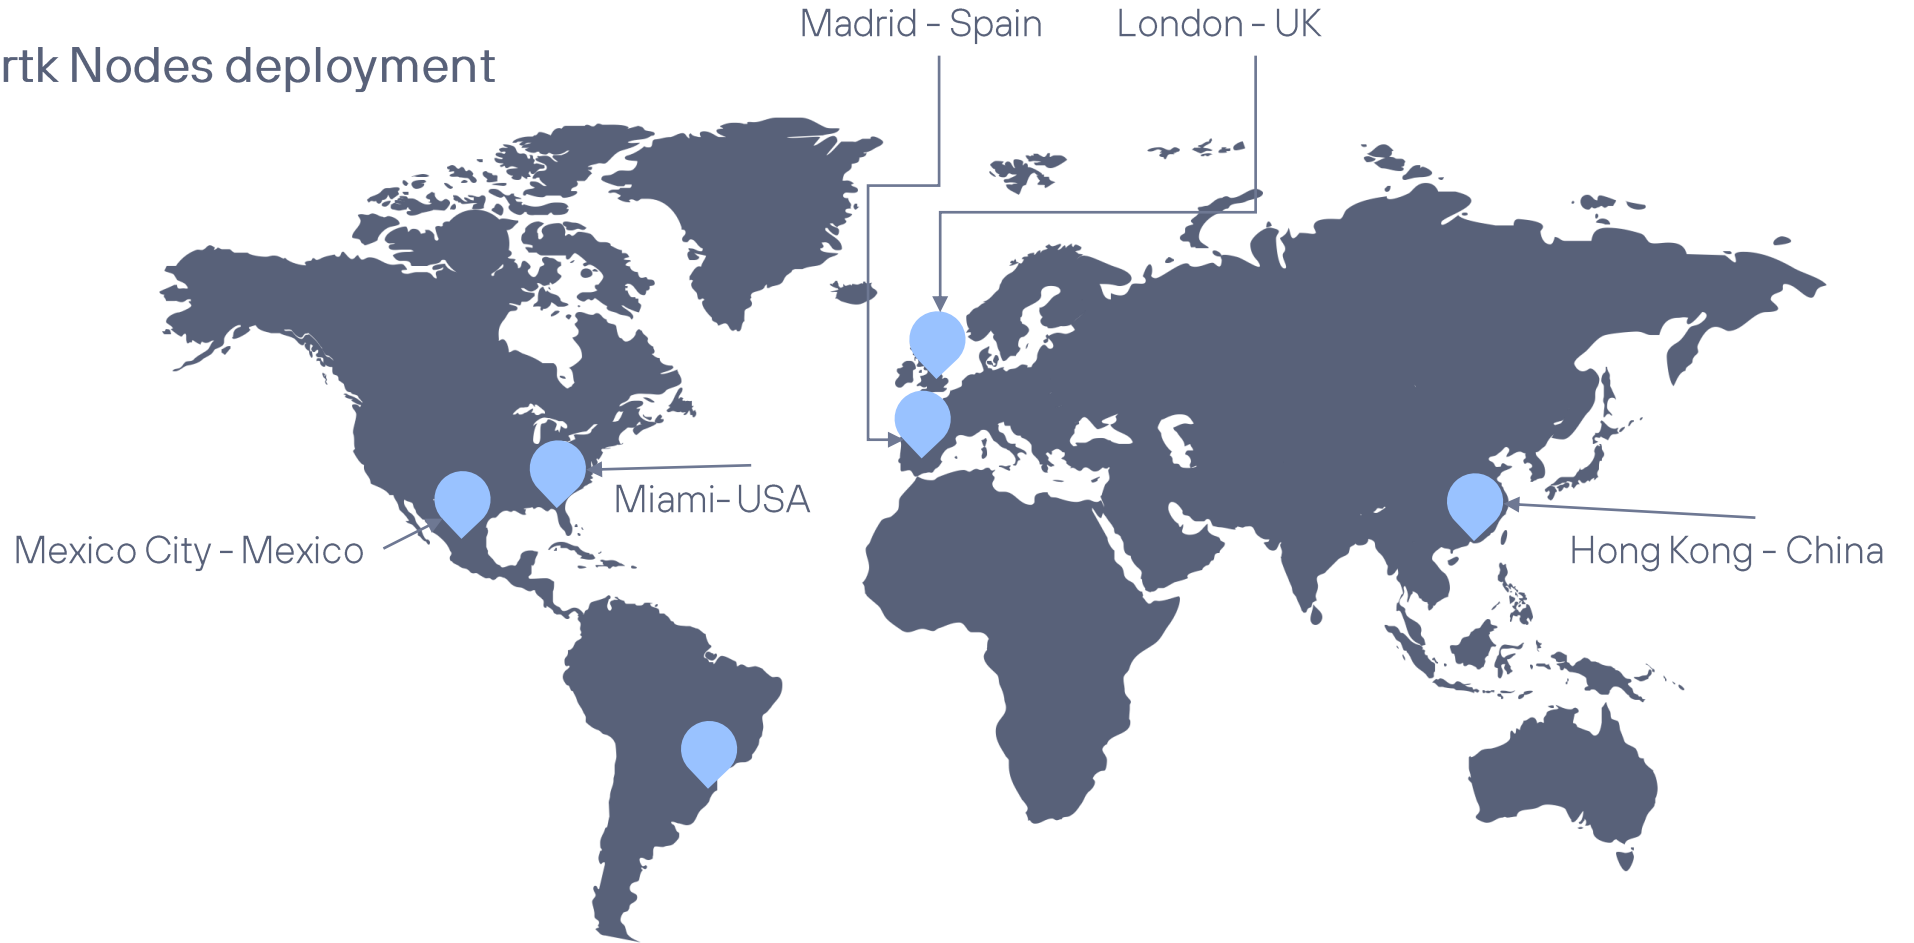 Madrid - Spain
London - UK
rtk Nodes deployment
Miami- USA
Mexico City - Mexico
Hong Kong - China